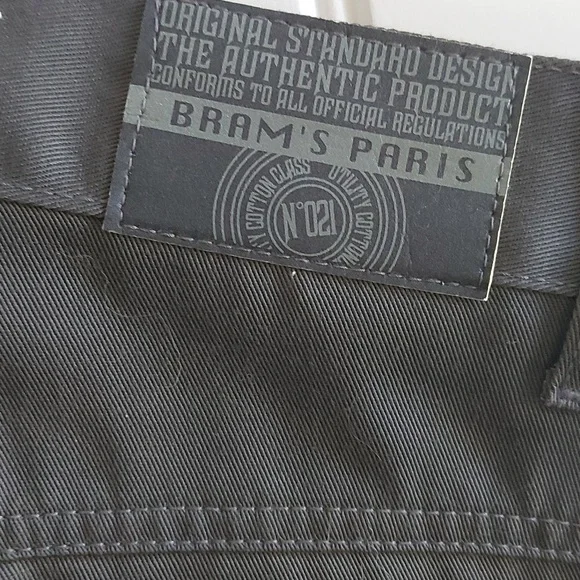 ORIGINAL STANDARD DESIGN
THE AUTHENTIC PRODUCT
CONFORMS TO ALL OFFICIAL REGULATIONS
BRAM'S PARIS
COTTON CLASS UTILITY COTTON
N°021